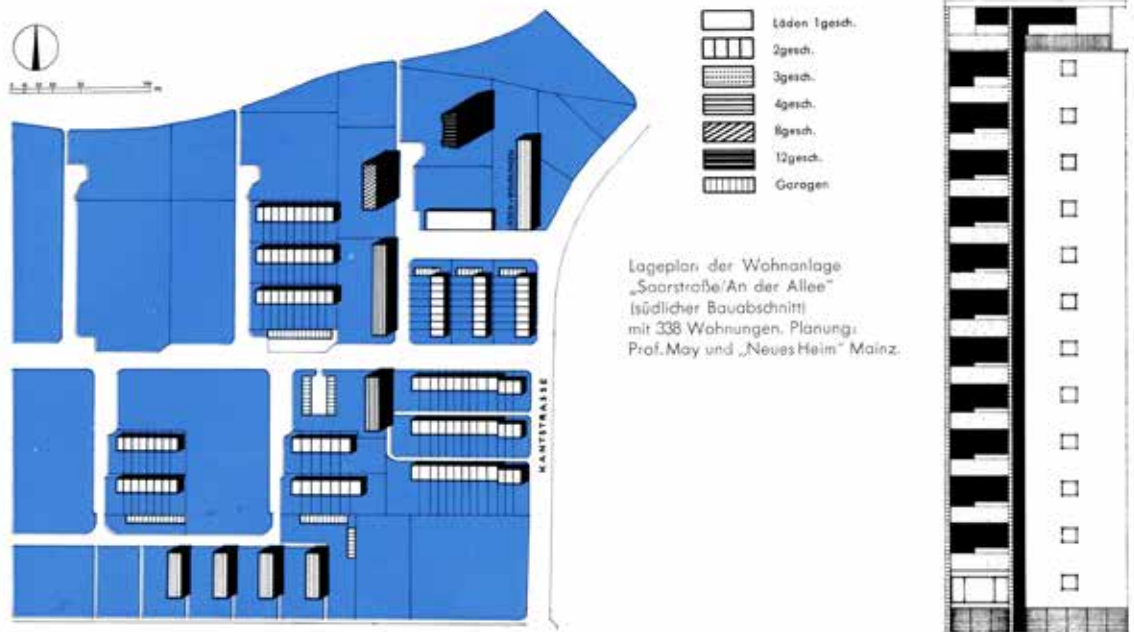 Läden 1gesch.
2gesch.
3gesch.
4gesch.
8gesch.
12gesch.
Garagen
Lageplan der Wohnanlage
„Saarstraße/An der Allee“
(südlicher Bauabschnitt)
mit 338 Wohnungen. Planung:
Prof. May und „Neues Heim“ Mainz.
KANTSTRASSE